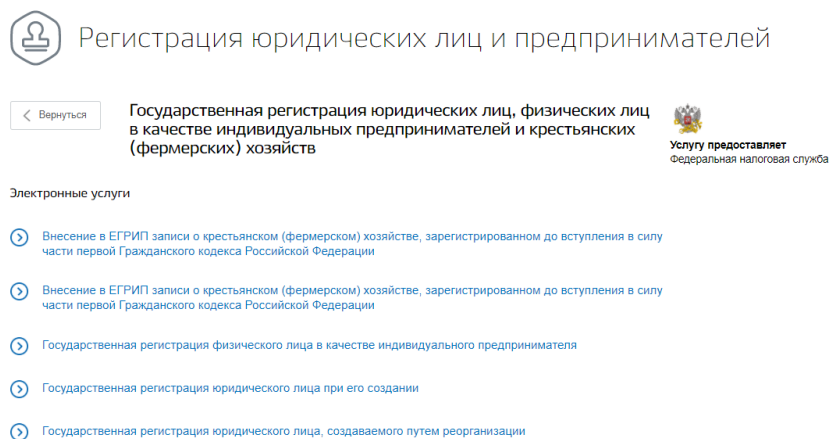 Регистрация юридических лиц и предпринимателей
Вернуться
Государственная регистрация юридических лиц, физических лиц
в качестве индивидуальных предпринимателей и крестьянских
(фермерских) хозяйств
Услугу предоставляет
Федеральная налоговая служба
Электронные услуги
Внесение в ЕГРИП записи о крестьянском (фермерском) хозяйстве, зарегистрированном до вступления в силу
части первой Гражданского кодекса Российской Федерации
Внесение в ЕГРИП записи о крестьянском (фермерском) хозяйстве, зарегистрированном до вступления в силу
части первой Гражданского кодекса Российской Федерации
Государственная регистрация физического лица в качестве индивидуального предпринимателя
Государственная регистрация юридического лица при его создании
Государственная регистрация юридического лица, создаваемого путем реорганизации